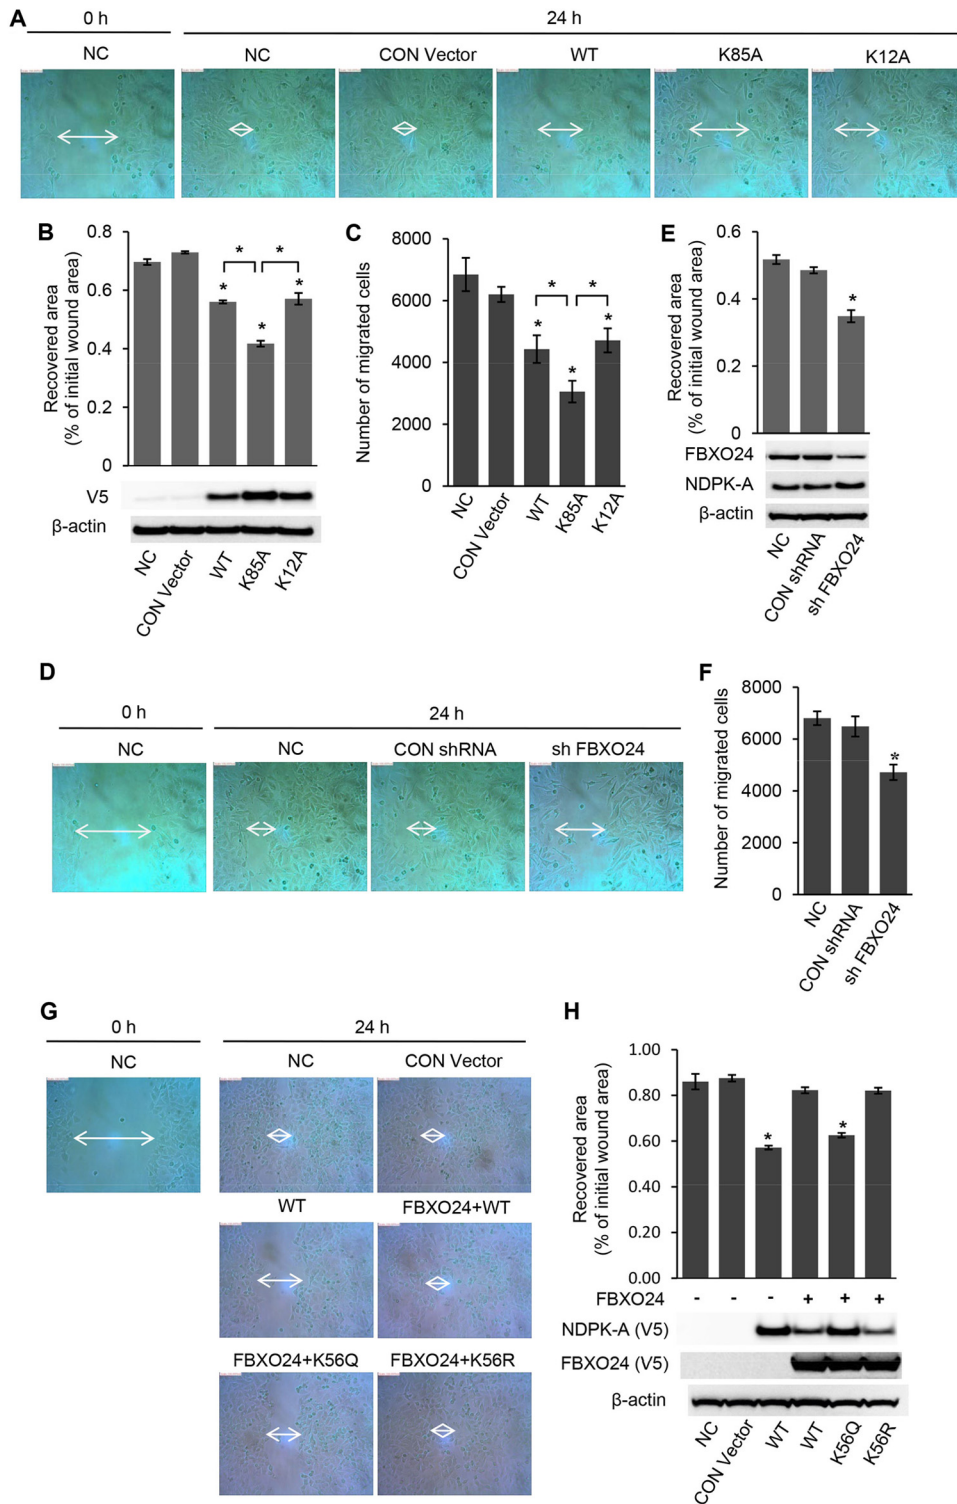 A
0 h
24 h
NC
NC
CON Vector
WT
K85A
K12A
B
Recovered area
(% of initial wound area)
0.8
0.6
0.4
0.2
0
*
*
*
*
*
V5
β-actin
NC
CON Vector
WT
K85A
K12A
C
Number of migrated cells
8000
6000
4000
2000
0
*
*
*
*
*
NC
CON Vector
WT
K85A
K12A
E
Recovered area
(% of initial wound area)
0.6
0.4
0.2
0
*
FBXO24
NDPK-A
β-actin
NC
CON shRNA
sh FBXO24
D
0 h
24 h
NC
NC
CON shRNA
sh FBXO24
F
Number of migrated cells
8000
6000
4000
2000
0
*
NC
CON shRNA
sh FBXO24
G
0 h
24 h
NC
NC
CON Vector
WT
FBXO24+WT
FBXO24+K56Q
FBXO24+K56R
H
Recovered area
(% of initial wound area)
1.00
0.80
0.60
0.40
0.20
0.00
*
*
FBXO24 - - - + + +
NDPK-A (V5)
FBXO24 (V5)
β-actin
NC
CON Vector
WT
WT
K56Q
K56R